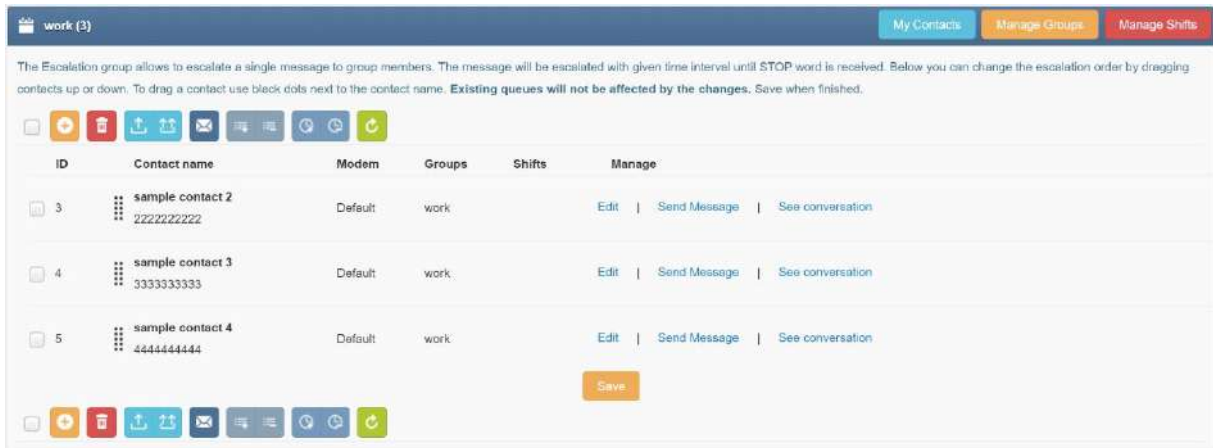 work (3)
My Contacts
Manage Groups
Manage Shifts
The Escalation group allows to escalate a single message to group members. The message will be escalated with given time interval until STOP word is received. Below you can change the escalation order by dragging
contacts up or down. To drag a contact use black dots next to the contact name. Existing queues will not be affected by the changes. Save when finished.
ID Contact name Modem Groups Shifts Manage
sample contact 2
3 Default work Edit | Send Message | See conversation
2222222222
sample contact 3
4 Default work Edit | Send Message | See conversation
3333333333
sample contact 4
5 Default work Edit | Send Message | See conversation
4444444444
Save